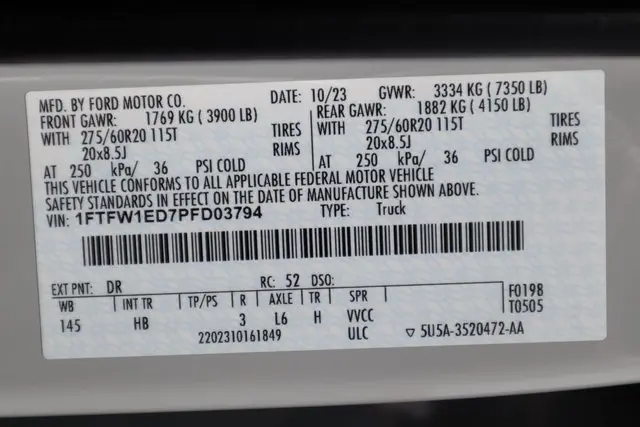 MFD. BY FORD MOTOR CO. DATE: 10/23 GVWR: 3334 KG ( 7350 LB)
FRONT GAWR: 1769 KG ( 3900 LB) REAR GAWR: 1882 KG ( 4150 LB)
WITH 275/60R20 115T TIRES WITH 275/60R20 115T TIRES
20x8.5J RIMS 20x8.5J RIMS
AT 250 kPa/ 36 PSI COLD AT 250 kPa/ 36 PSI COLD
THIS VEHICLE CONFORMS TO ALL APPLICABLE FEDERAL MOTOR VEHICLE
SAFETY STANDARDS IN EFFECT ON THE DATE OF MANUFACTURE SHOWN ABOVE.
VIN: 1FTFW1ED7PFD03794 TYPE: Truck
EXT PNT: DR RC: 52 DSO:
WB INT TR TP/PS R AXLE TR SPR F0198
145 HB 3 L6 H VVCC T0505
2202310161849 ULC ▽ 5U5A-3520472-AA